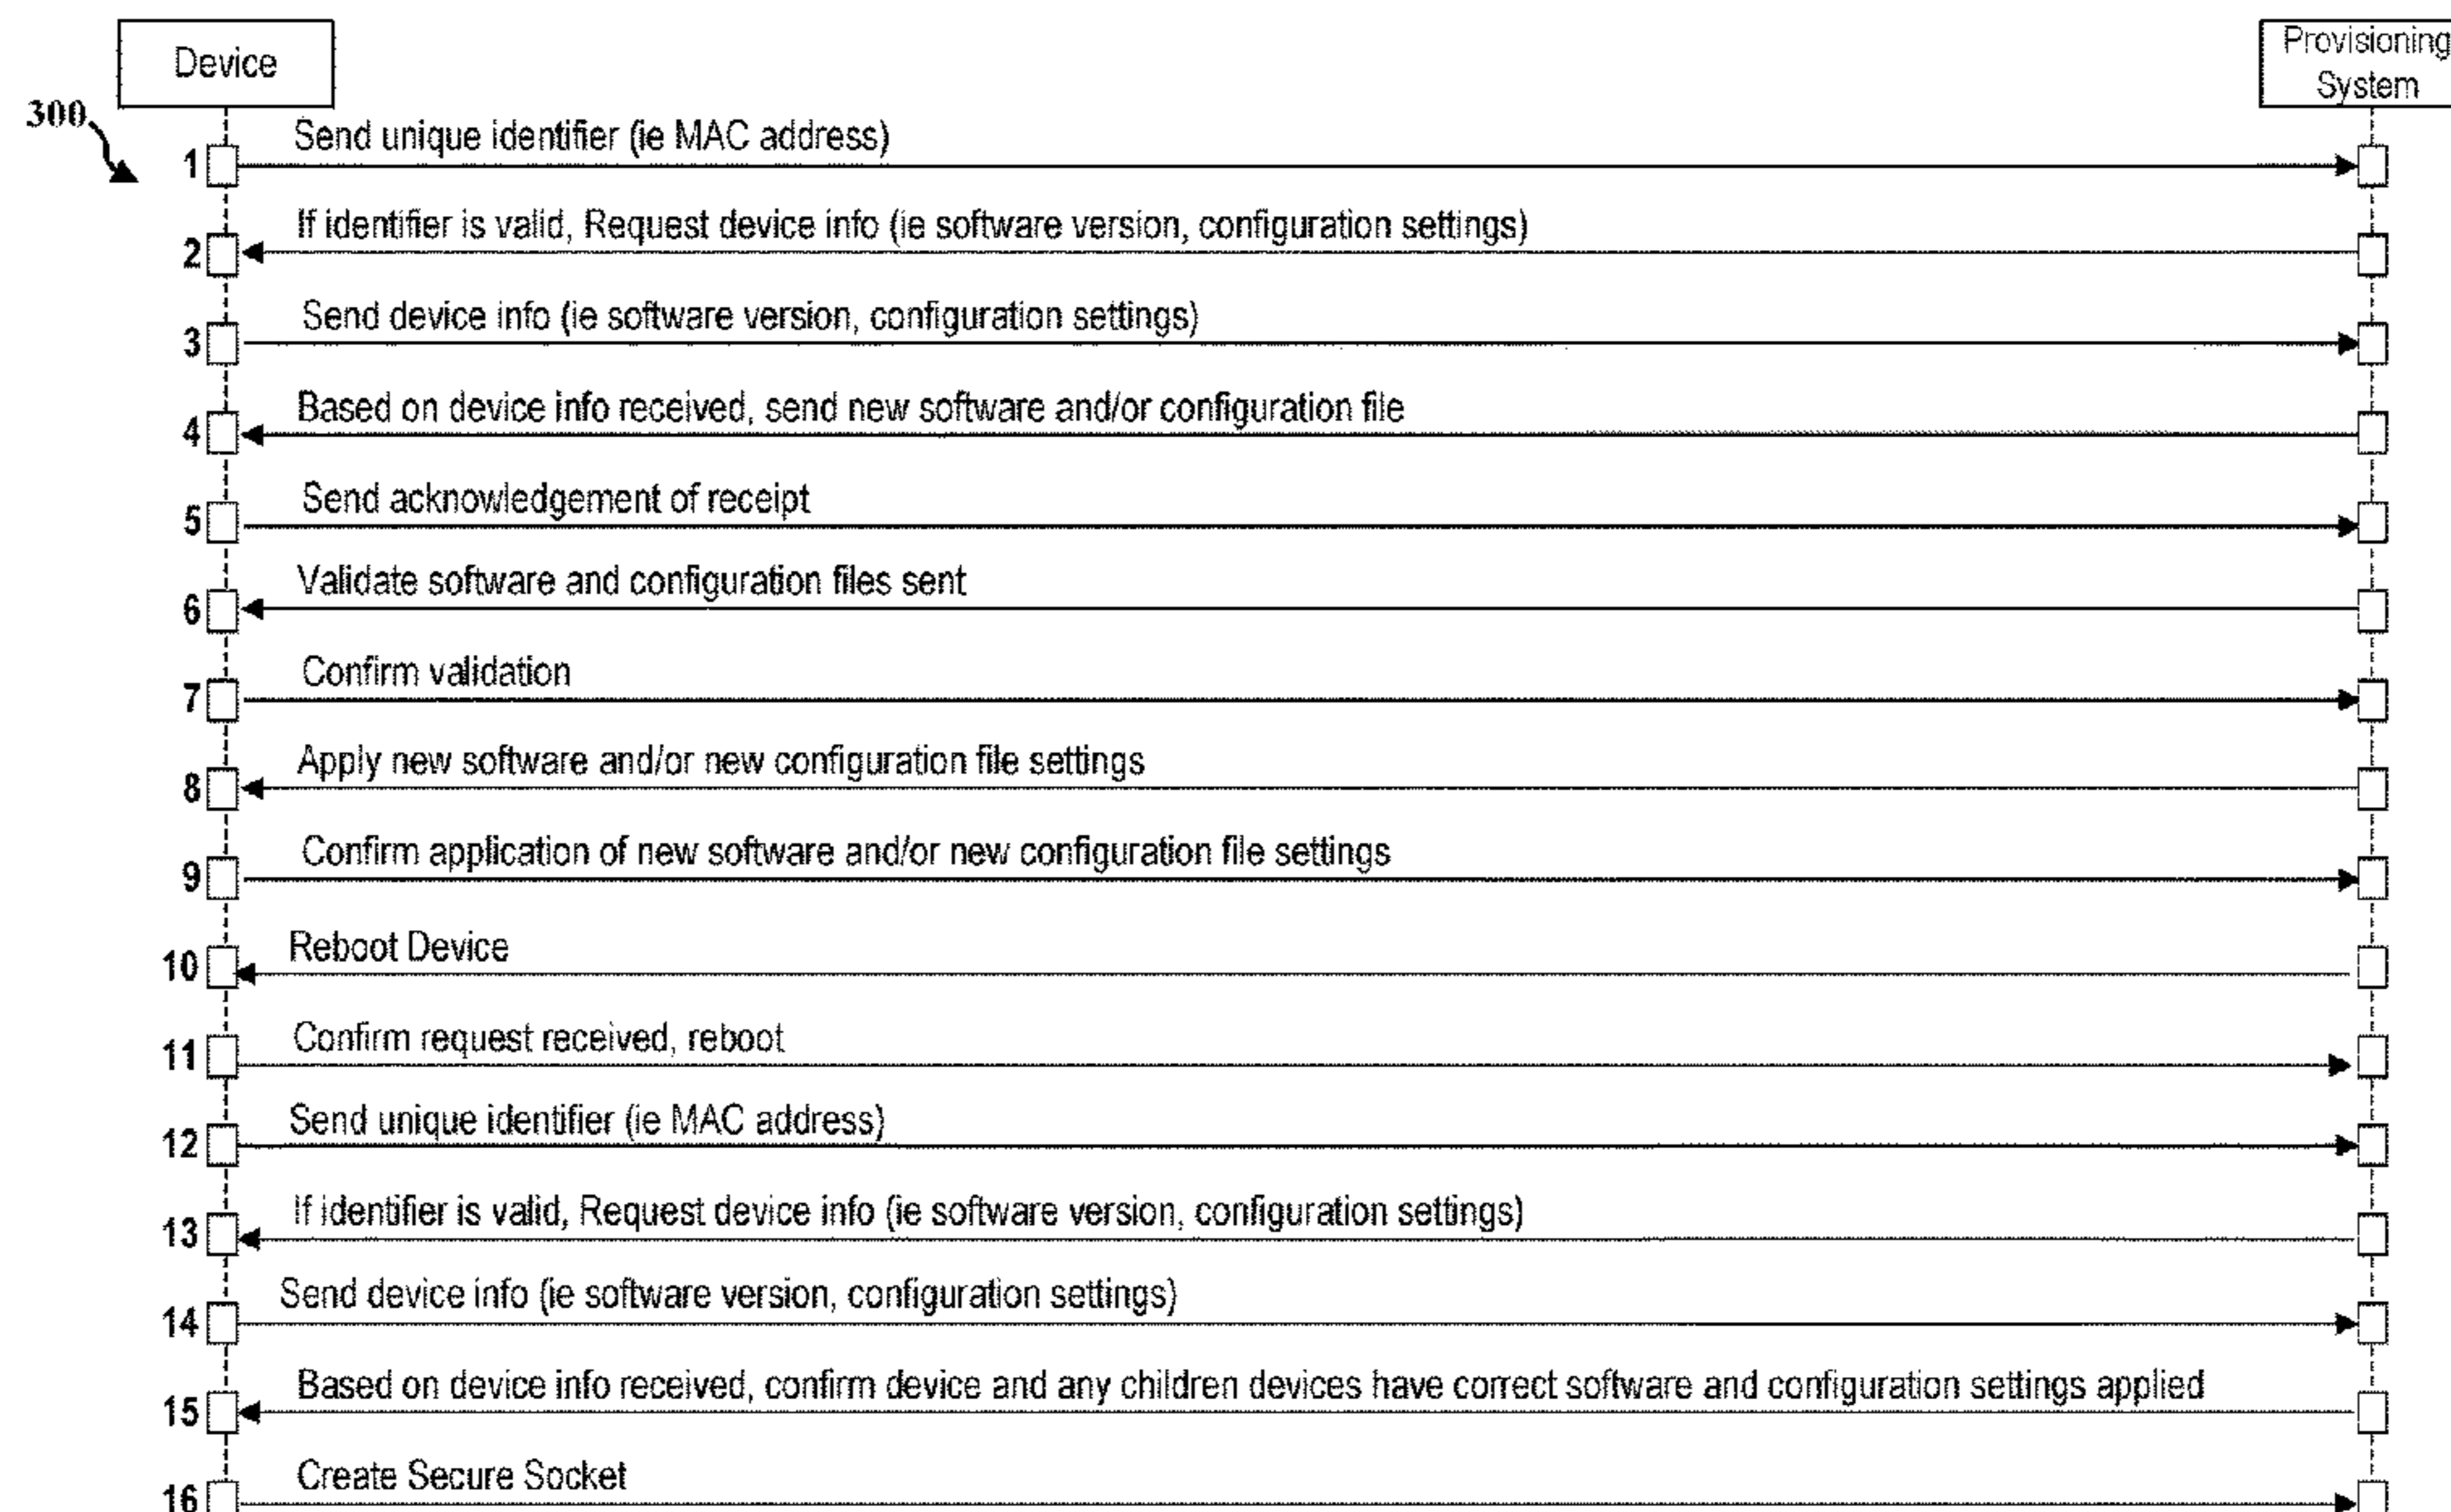 Device
Provisioning
System
300
Send unique identifier (ie MAC address)
1
If identifier is valid, Request device info (ie software version, configuration settings)
2
Send device info (ie software version, configuration settings)
3
Based on device info received, send new software and/or configuration file
4
Send acknowledgement of receipt
5
Validate software and configuration files sent
6
Confirm validation
7
Apply new software and/or new configuration file settings
8
Confirm application of new software and/or new configuration file settings
9
Reboot Device
10
Confirm request received, reboot
11
Send unique identifier (ie MAC address)
12
If identifier is valid, Request device info (ie software version, configuration settings)
13
Send device info (ie software version, configuration settings)
14
Based on device info received, confirm device and any children devices have correct software and configuration settings applied
15
Create Secure Socket
16